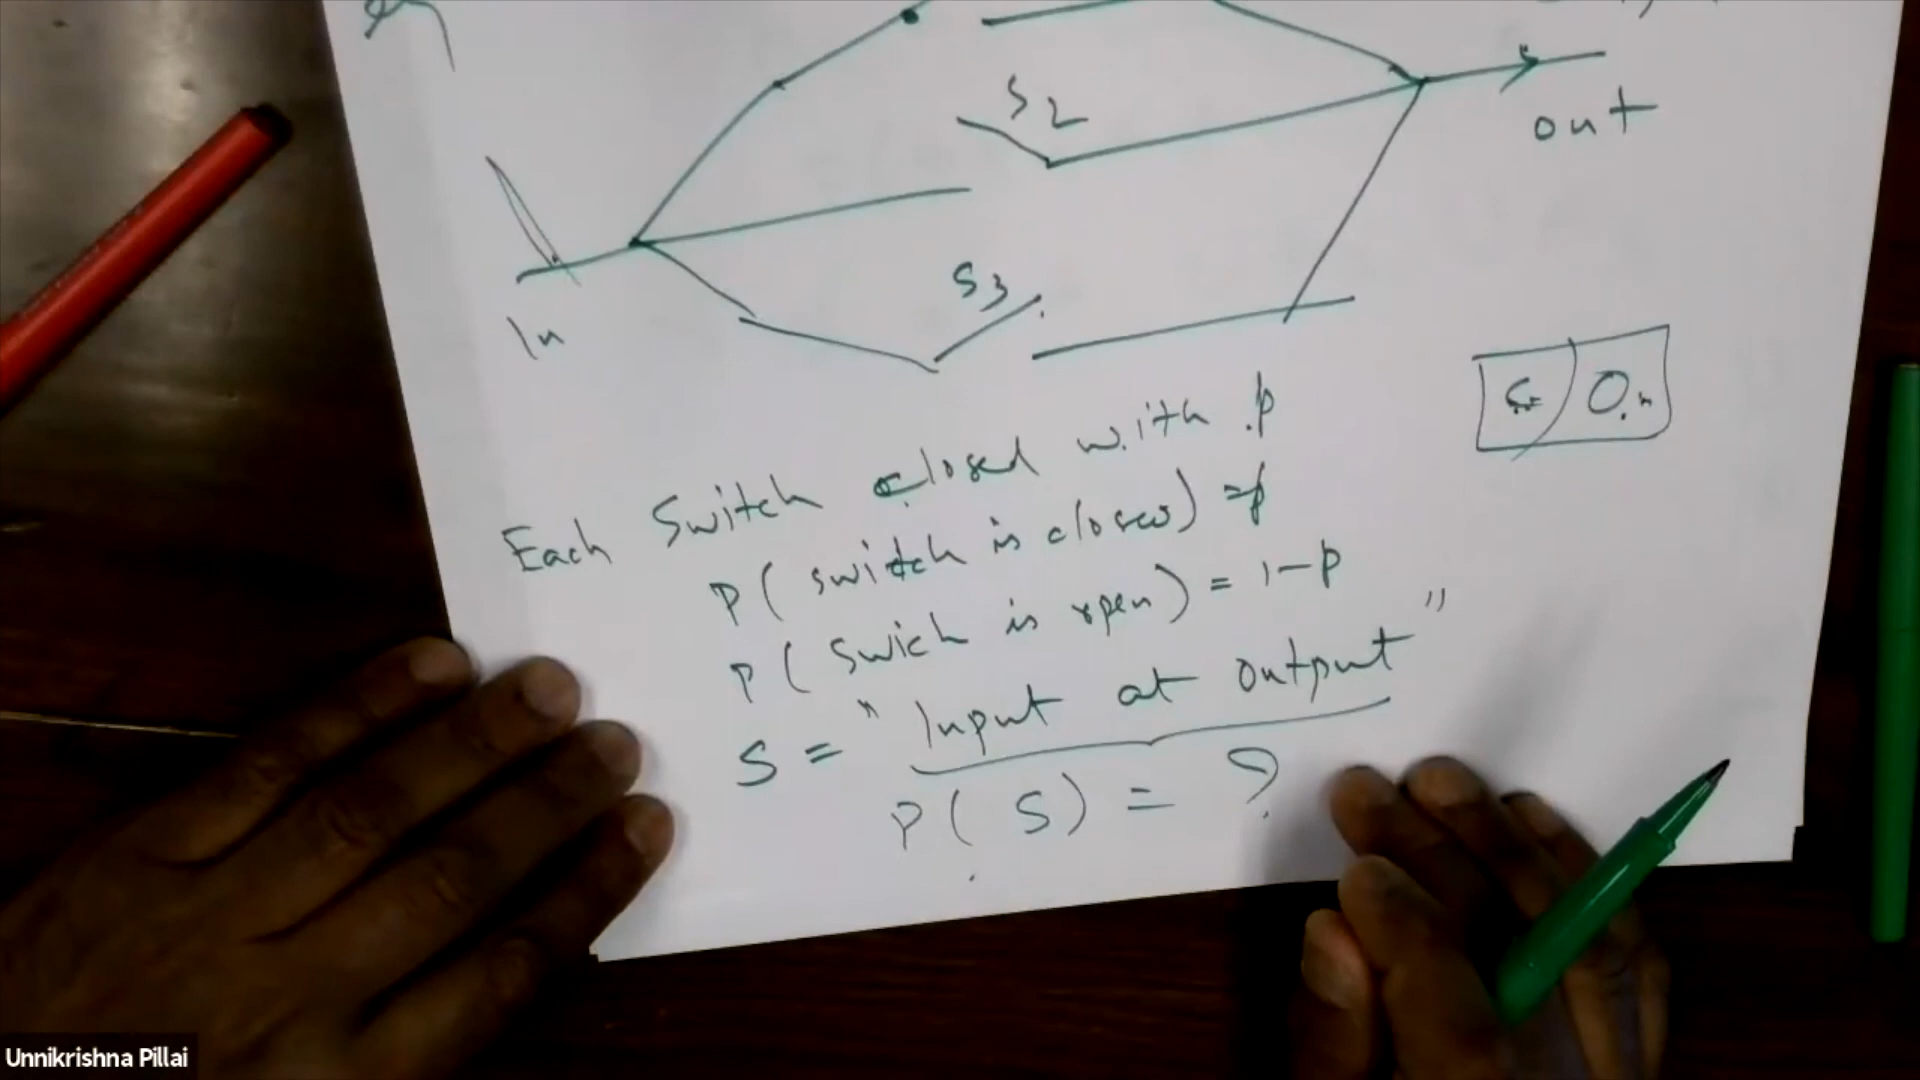 S2
out
S3
In
Each Switch closed with p
P( switch is closed) = p
P( swich is open) = 1-p
S = " Input at output "
P( S ) = ?
Unnikrishna Pillai